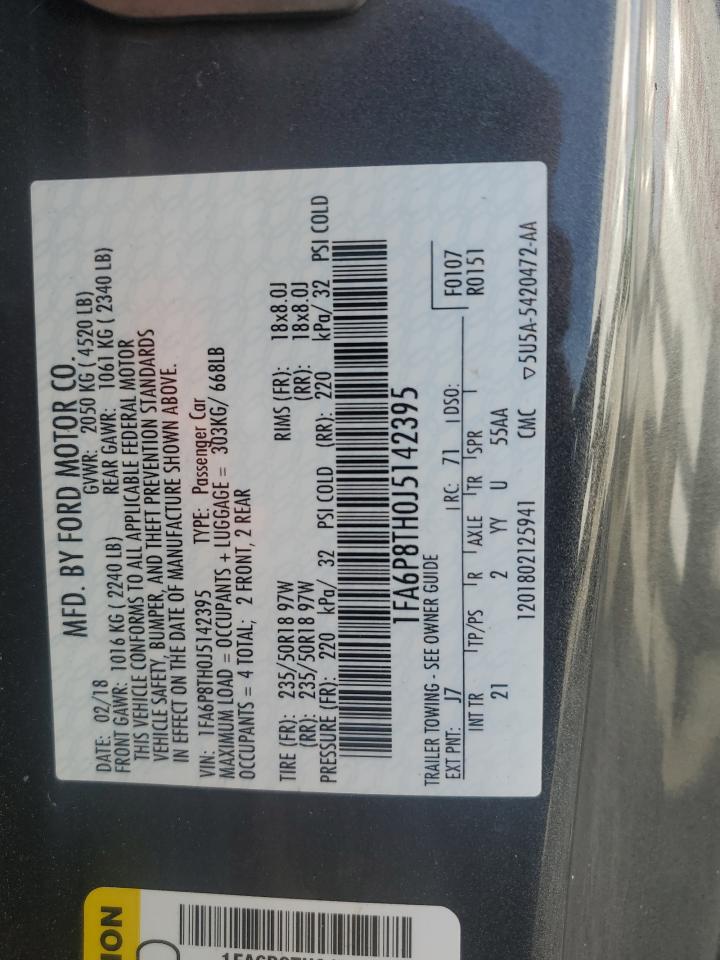 MFD. BY FORD MOTOR CO.
DATE: 02/18 GVWR: 2050 KG ( 4520 LB)
FRONT GAWR: 1016 KG ( 2240 LB) REAR GAWR: 1061 KG ( 2340 LB)
THIS VEHICLE CONFORMS TO ALL APPLICABLE FEDERAL MOTOR
VEHICLE SAFETY, BUMPER, AND THEFT PREVENTION STANDARDS
IN EFFECT ON THE DATE OF MANUFACTURE SHOWN ABOVE.
VIN: 1FA6P8TH0J5142395 TYPE: Passenger Car
MAXIMUM LOAD = OCCUPANTS + LUGGAGE = 303KG/ 668LB
OCCUPANTS = 4 TOTAL; 2 FRONT, 2 REAR
TIRE (FR): 235/50R18 97W RIMS (FR): 18x8.0J
(RR): 235/50R18 97W (RR): 18x8.0J
PRESSURE (FR): 220 kPa/ 32 PSI COLD (RR): 220 kPa/ 32 PSI COLD
1FA6P8TH0J5142395
TRAILER TOWING - SEE OWNER GUIDE
EXT PNT: J7 RC: 71 DSO: F0107
R0151
INT TR TP/PS R AXLE TR SPR
21 2 YY U 55AA
1201802125941 CMC ▽5U5A-5420472-AA
ION